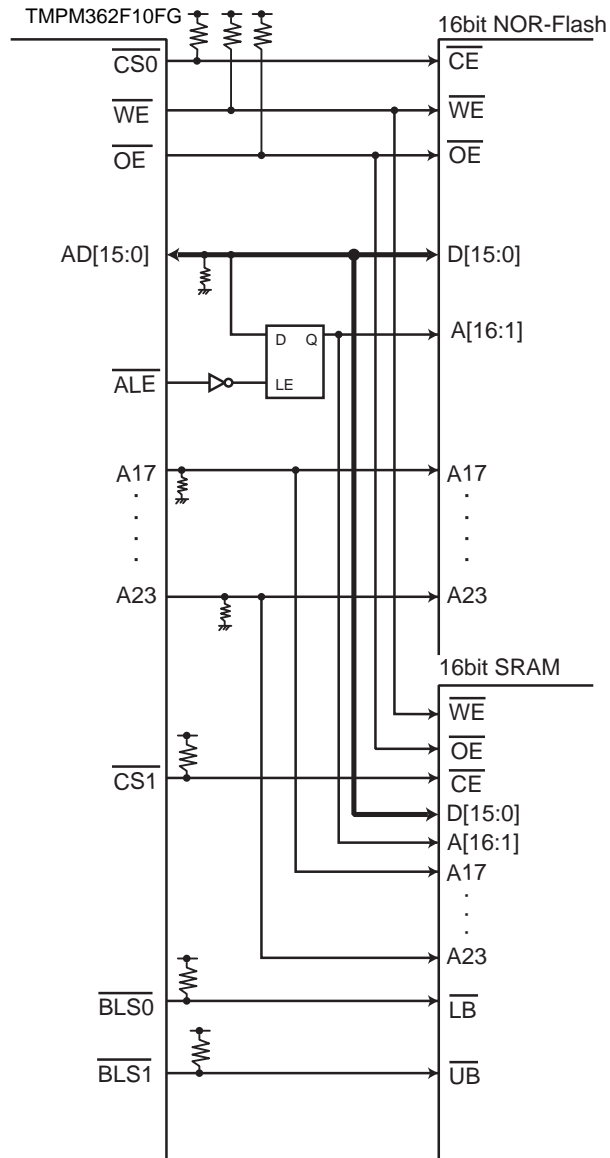 TMPM362F10FG
16bit NOR-Flash
CS0
CE
WE
WE
OE
OE
AD[15:0]
D[15:0]
D Q
A[16:1]
ALE
LE
A17
A17
A23
A23
16bit SRAM
WE
OE
CS1
CE
D[15:0]
A[16:1]
A17
A23
BLS0
LB
BLS1
UB